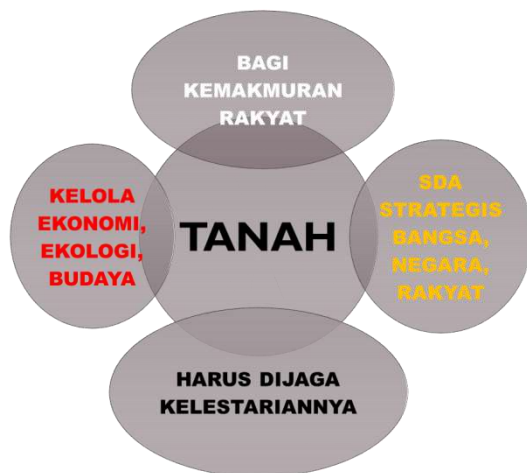 BAGI
KEMAKMURAN
RAKYAT
KELOLA
EKONOMI,
EKOLOGI,
BUDAYA
TANAH
SDA
STRATEGIS
BANGSA,
NEGARA,
RAKYAT
HARUS DIJAGA
KELESTARIANNYA